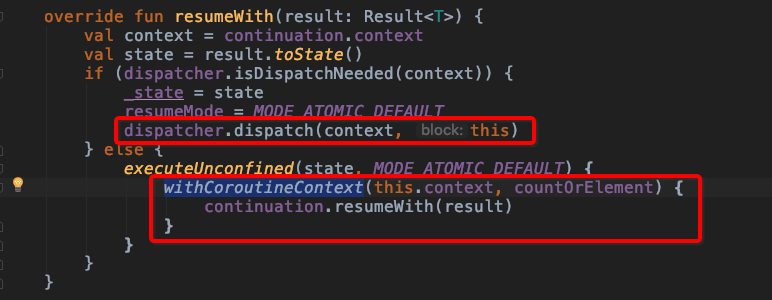 override fun resumeWith(result: Result<T>) {
val context = continuation.context
val state = result.toState()
if (dispatcher.isDispatchNeeded(context)) {
_state = state
resumeMode = MODE_ATOMIC_DEFAULT
dispatcher.dispatch(context, block: this)
} else {
executeUnconfined(state, MODE_ATOMIC_DEFAULT) {
withCoroutineContext(this.context, countOrElement) {
continuation.resumeWith(result)
}
}
}
}